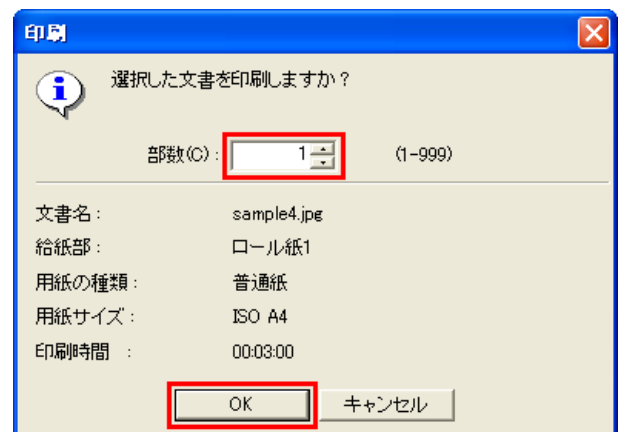 印刷
選択した文書を印刷しますか？
部数(C)： 1 (1-999)
文書名： sample4.jpg
給紙部： ロール紙1
用紙の種類： 普通紙
用紙サイズ： ISO A4
印刷時間 ： 00:03:00
OK キャンセル